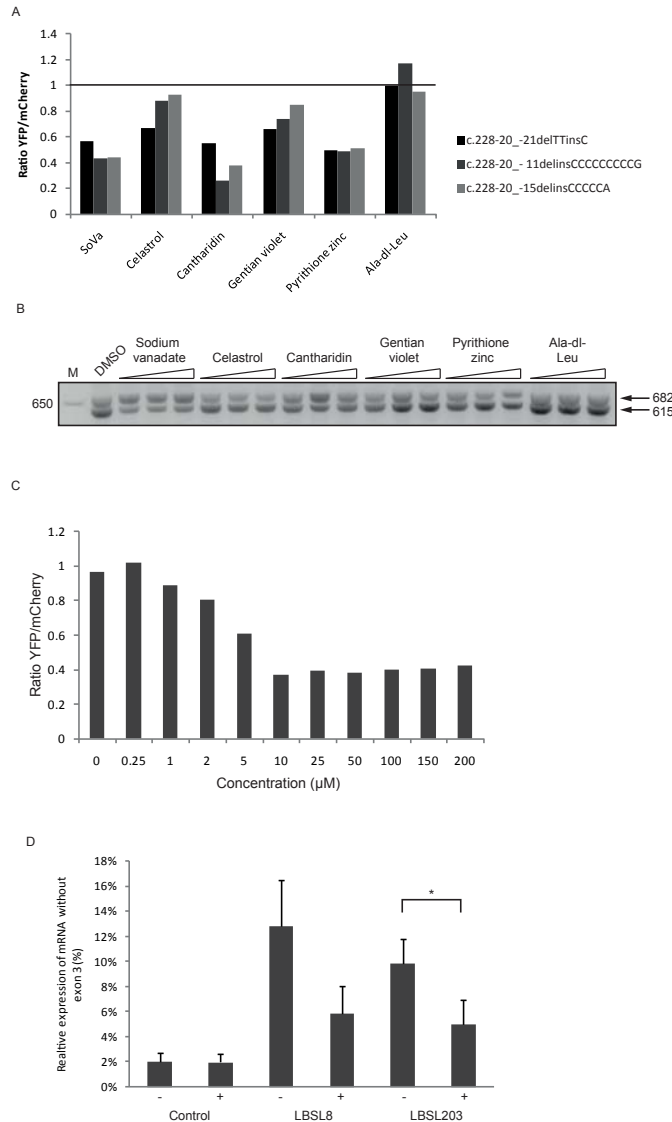 A
Ratio YFP/mCherry
1.4
1.2
1
0.8
0.6
0.4
0.2
0
SoVa
Celastrol
Cantharidin
Gentian violet
Pyrithione zinc
Ala-dl-Leu
c.228-20_-21delTTinsC
c.228-20_- 11delinsCCCCCCCCCG
c.228-20_-15delinsCCCCCA
B
M
DMSO
Sodium vanadate
Celastrol
Cantharidin
Gentian violet
Pyrithione zinc
Ala-dl-Leu
650
682
615
C
Ratio YFP/mCherry
1.2
1
0.8
0.6
0.4
0.2
0
0 0.25 1 2 5 10 25 50 100 150 200
Concentration (µM)
D
Realtive expression of mRNA without
exon 3 (%)
18%
16%
14%
12%
10%
8%
6%
4%
2%
0%
*
- + - + - +
Control LBSL8 LBSL203